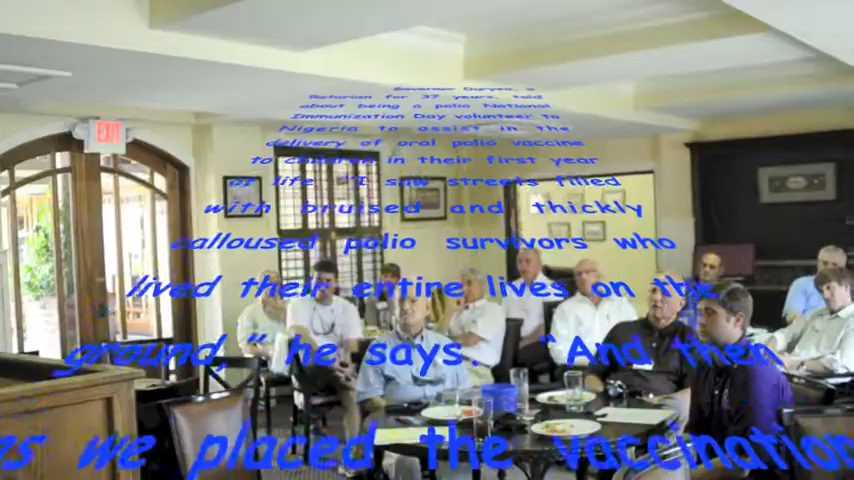 EXIT
Governor Duryea, a
Rotarian for 37 years, told
about being a polio National
Immunization Day volunteer to
Nigeria to assist in the
delivery of oral polio vaccine
to children in their first year
of life. "I saw streets filled
with bruised and thickly
calloused polio survivors who
lived their entire lives on the
ground," he says. "And then
as we placed the vaccination